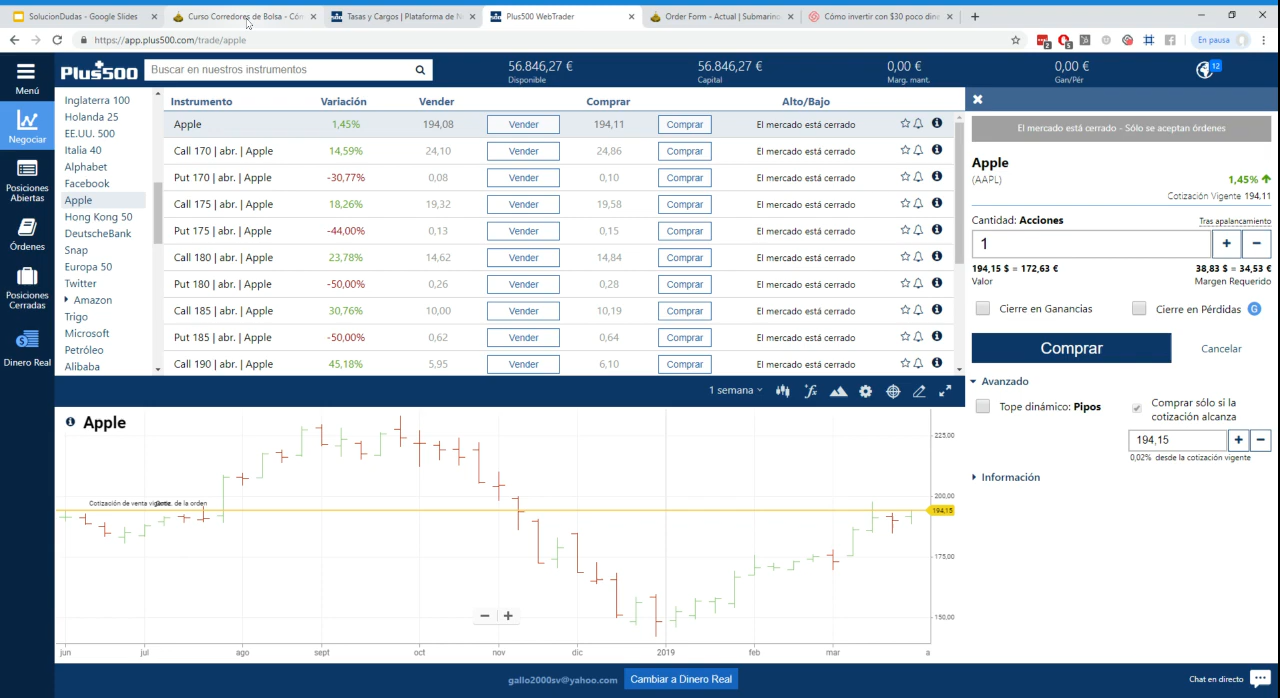 SolucionDudas - Google Slides
Curso Corredores de Bolsa - Cón
Tasas y Cargos | Plataforma de N
Plus500 WebTrader
Order Form - Actual | Submarino
Cómo invertir con $30 poco dine
https://app.plus500.com/trade/apple
En pausa
Menú
Plus500
Buscar en nuestros instrumentos
56.846,27 €
Disponible
56.846,27 €
Capital
0,00 €
Marg. mant.
0,00 €
Gan/Pér
12
Negociar
Posiciones Abiertas
Órdenes
Posiciones Cerradas
Dinero Real
Inglaterra 100
Holanda 25
EE.UU. 500
Italia 40
Alphabet
Facebook
Apple
Hong Kong 50
DeutscheBank
Snap
Europa 50
Twitter
Amazon
Trigo
Microsoft
Petróleo
Alibaba
Instrumento Variación Vender Comprar Alto/Bajo
Apple 1,45% 194,08 Vender 194,11 Comprar El mercado está cerrado
Call 170 | abr. | Apple 14,59% 24,10 Vender 24,86 Comprar El mercado está cerrado
Put 170 | abr. | Apple -30,77% 0,08 Vender 0,10 Comprar El mercado está cerrado
Call 175 | abr. | Apple 18,26% 19,32 Vender 19,58 Comprar El mercado está cerrado
Put 175 | abr. | Apple -44,00% 0,13 Vender 0,15 Comprar El mercado está cerrado
Call 180 | abr. | Apple 23,78% 14,62 Vender 14,84 Comprar El mercado está cerrado
Put 180 | abr. | Apple -50,00% 0,26 Vender 0,28 Comprar El mercado está cerrado
Call 185 | abr. | Apple 30,76% 10,00 Vender 10,19 Comprar El mercado está cerrado
Put 185 | abr. | Apple -50,00% 0,62 Vender 0,64 Comprar El mercado está cerrado
Call 190 | abr. | Apple 45,18% 5,95 Vender 6,10 Comprar El mercado está cerrado
1 semana
Apple
Cotización de venta
de la orden
225,00
200,00
194,15
175,00
150,00
jun jul ago sept oct nov dic 2019 feb mar a
El mercado está cerrado - Sólo se aceptan órdenes
Apple
(AAPL)
1,45%
Cotización Vigente 194,11
Cantidad: Acciones
Tras apalancamiento
1 + −
194,15 $ = 172,63 €
Valor
38,83 $ = 34,53 €
Margen Requerido
Cierre en Ganancias
Cierre en Pérdidas G
Comprar
Cancelar
Avanzado
Tope dinámico: Pipos
Comprar sólo si la
cotización alcanza
194,15 + −
0,02% desde la cotización vigente
Información
gallo2000sv@yahoo.com
Cambiar a Dinero Real
Chat en directo